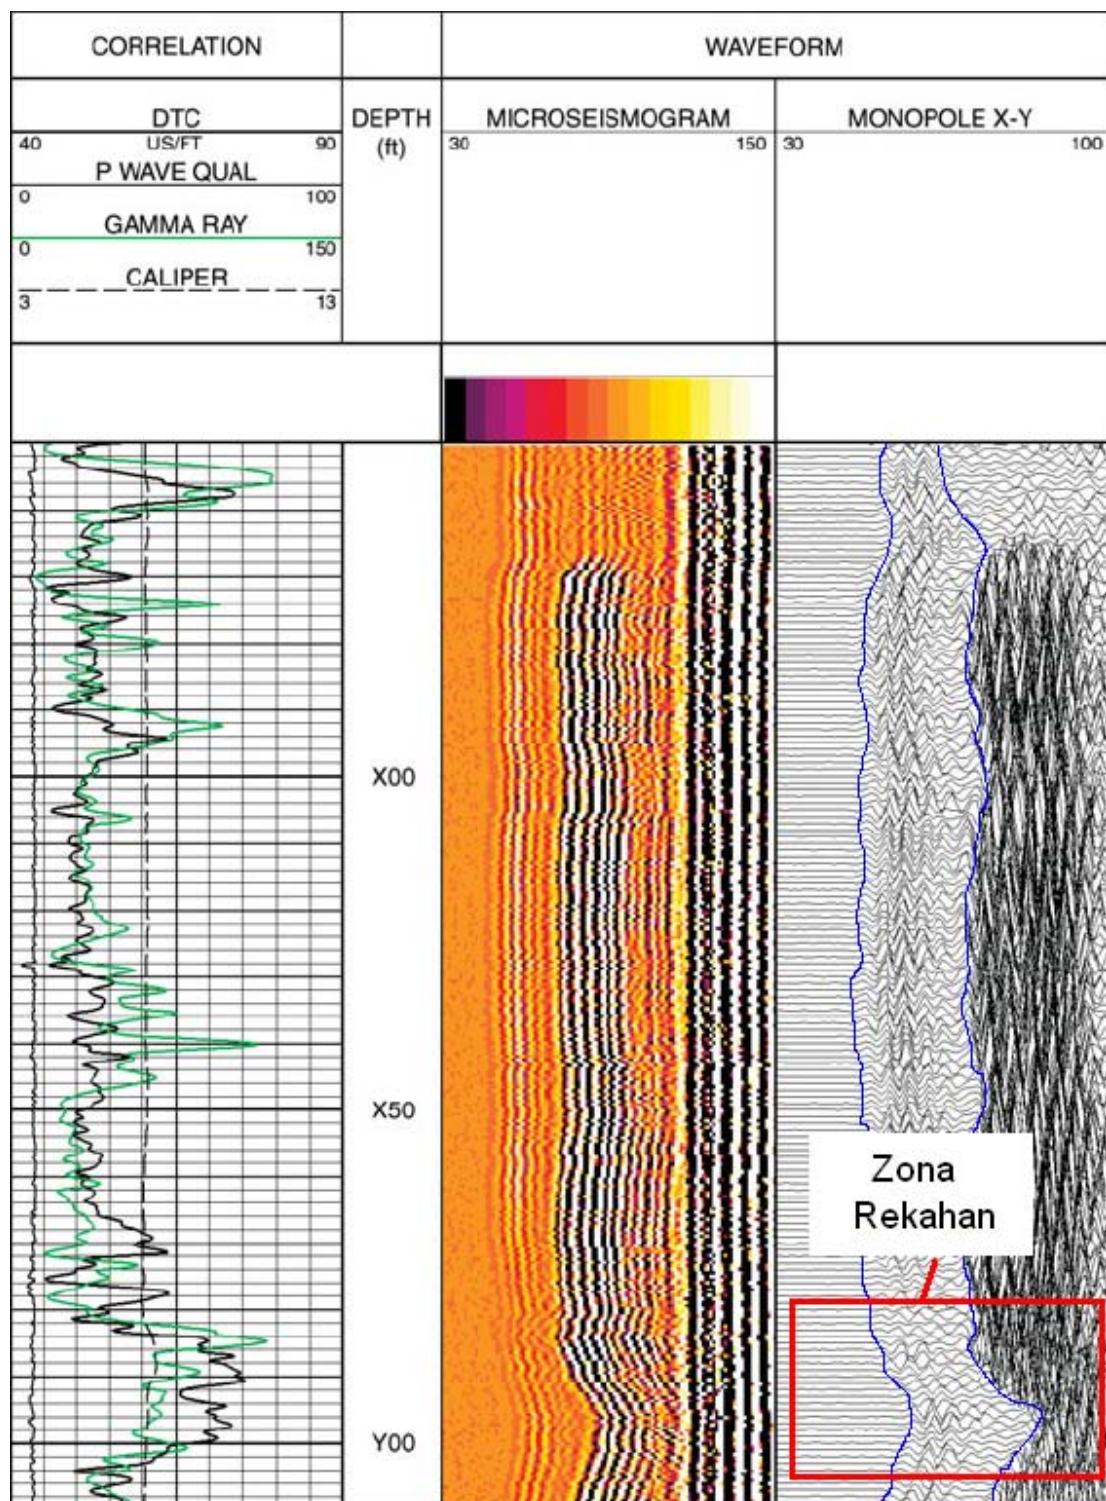 CORRELATION
WAVEFORM
DTC
40 US/FT 90
P WAVE QUAL
0 100
GAMMA RAY
0 150
CALIPER
3 13
DEPTH
(ft)
MICROSEISMOGRAM
30 150
MONOPOLE X-Y
30 100
X00
X50
Y00
Zona
Rekahan